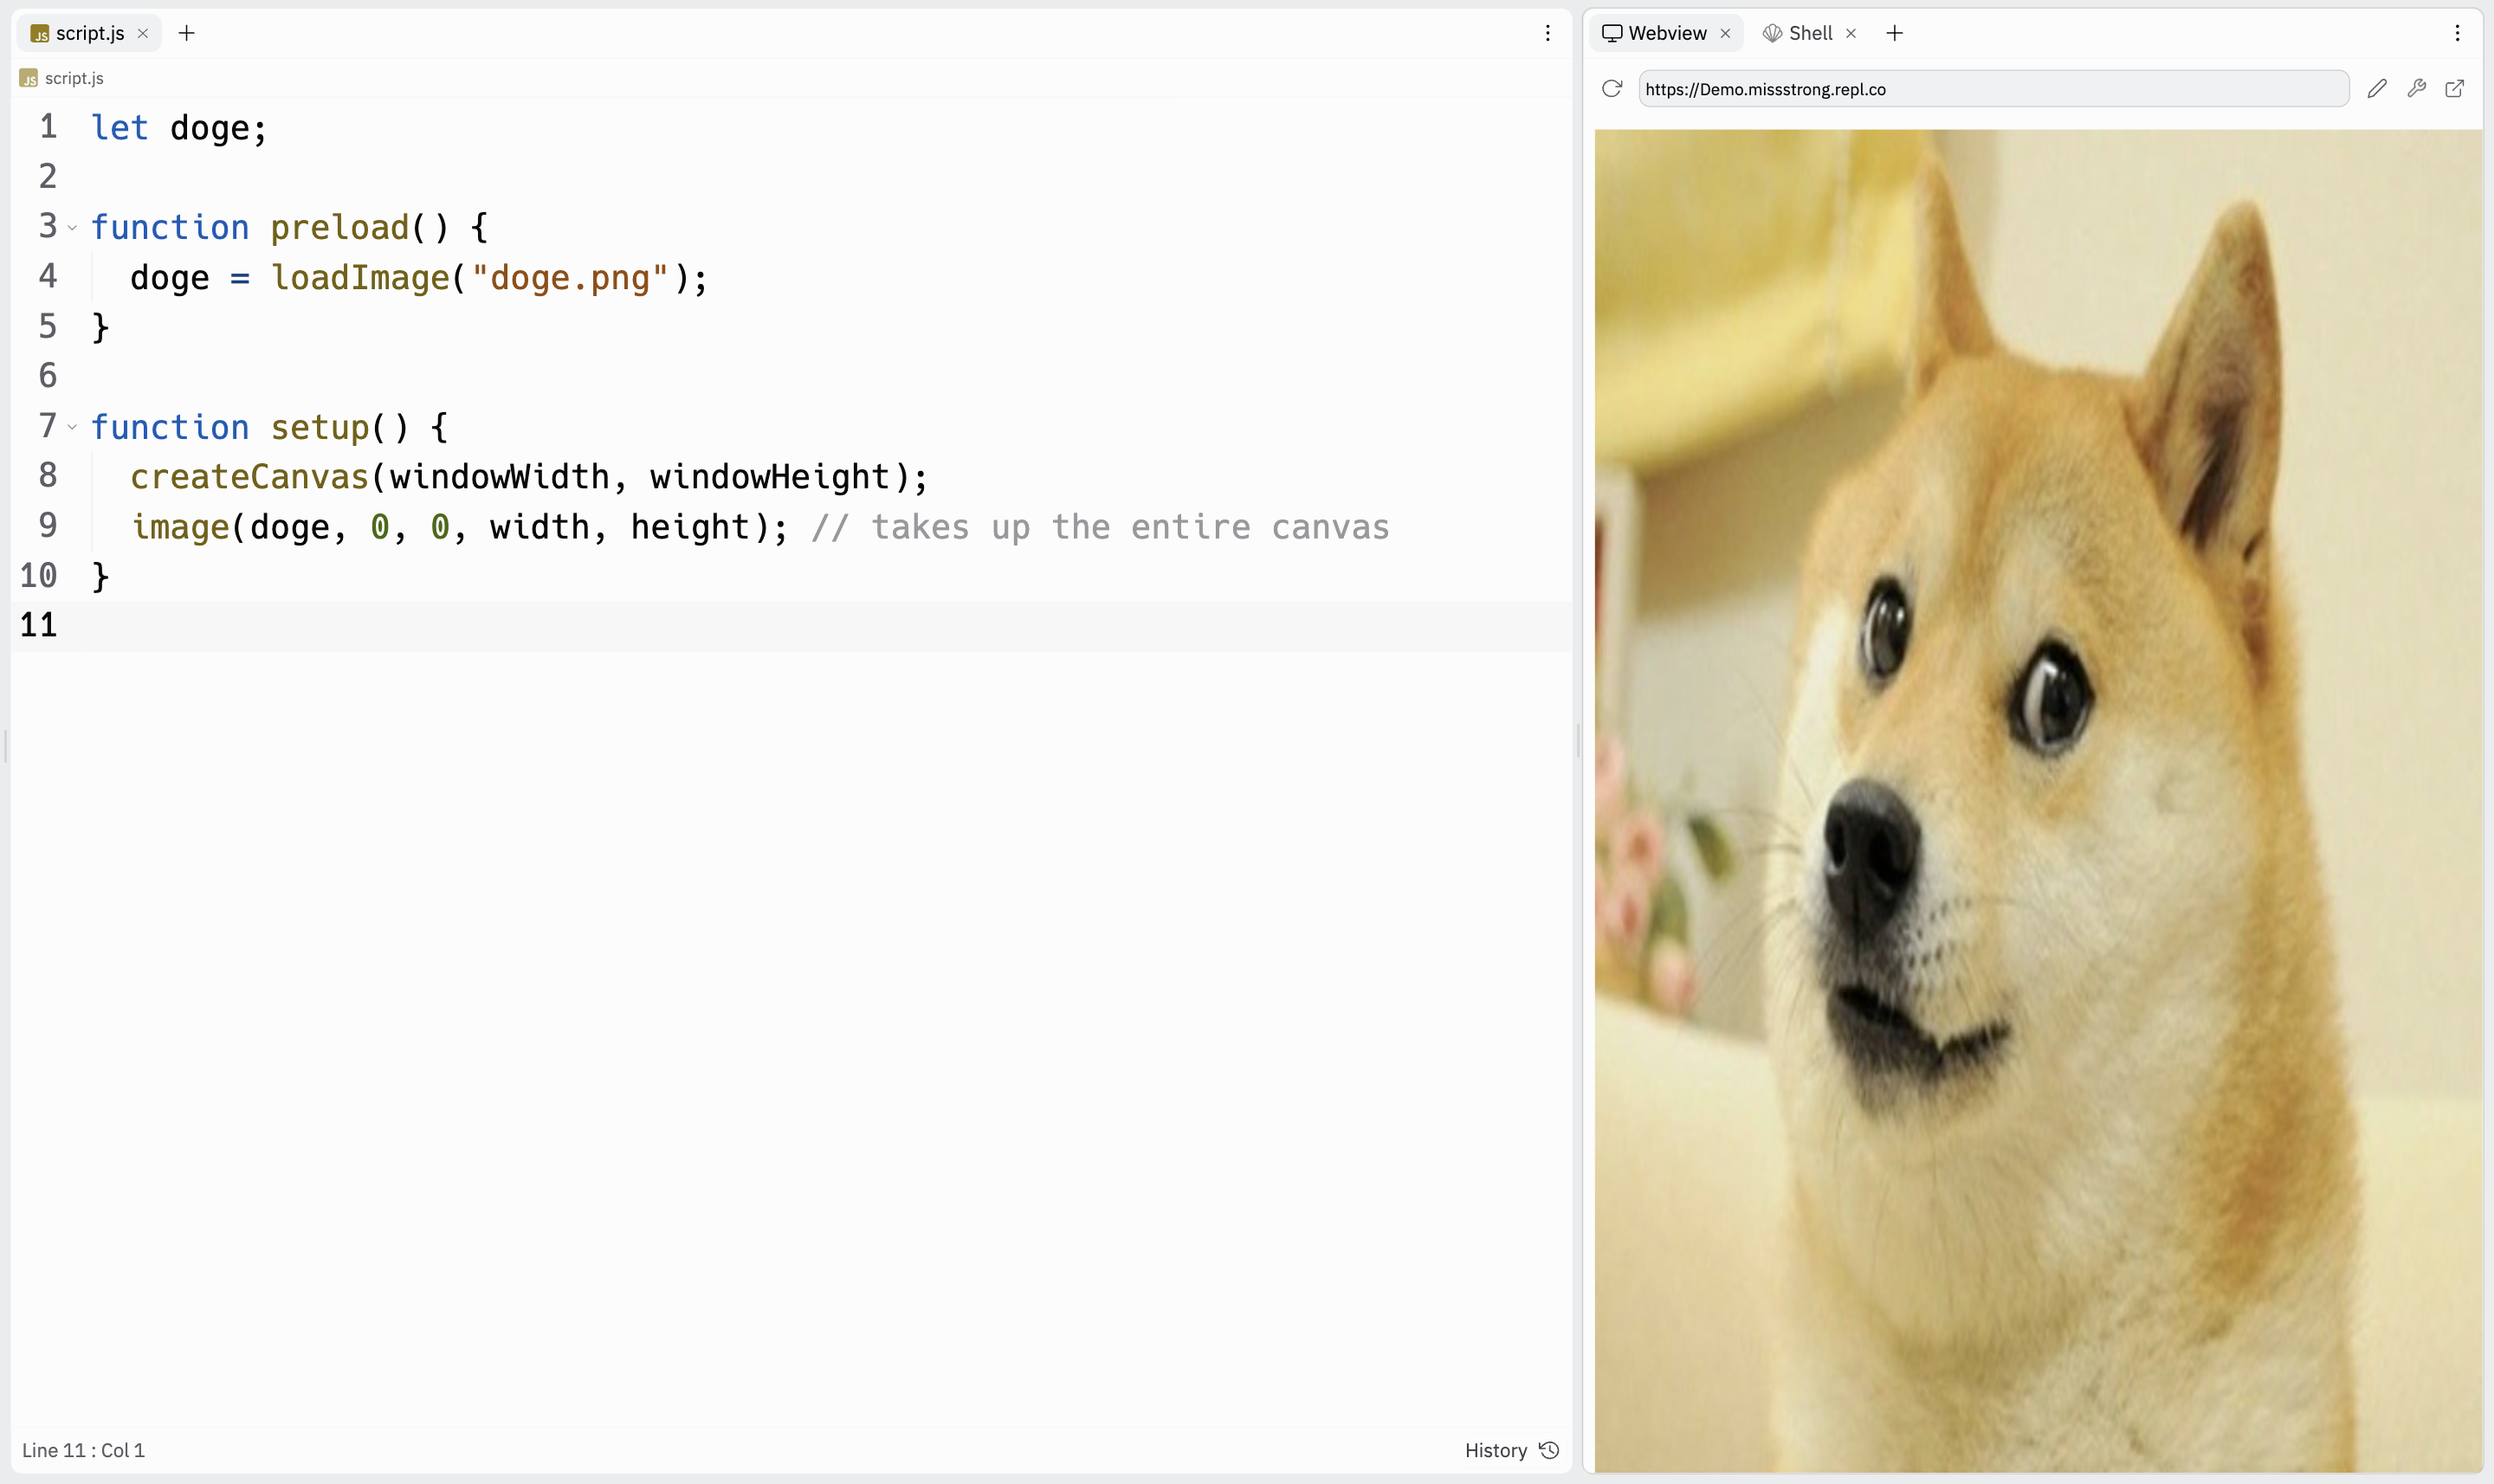 script.js
script.js
1 let doge;
2
3 function preload() {
4   doge = loadImage("doge.png");
5 }
6
7 function setup() {
8   createCanvas(windowWidth, windowHeight);
9   image(doge, 0, 0, width, height); // takes up the entire canvas
10 }
11
Line 11 : Col 1
History
Webview
Shell
https://Demo.missstrong.repl.co